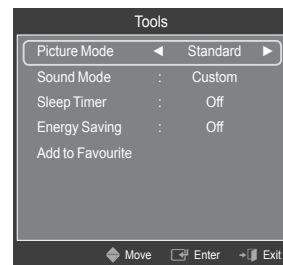 Tools
Picture Mode ◀ Standard ▶
Sound Mode : Custom
Sleep Timer : Off
Energy Saving : Off
Add to Favourite
Move Enter Exit